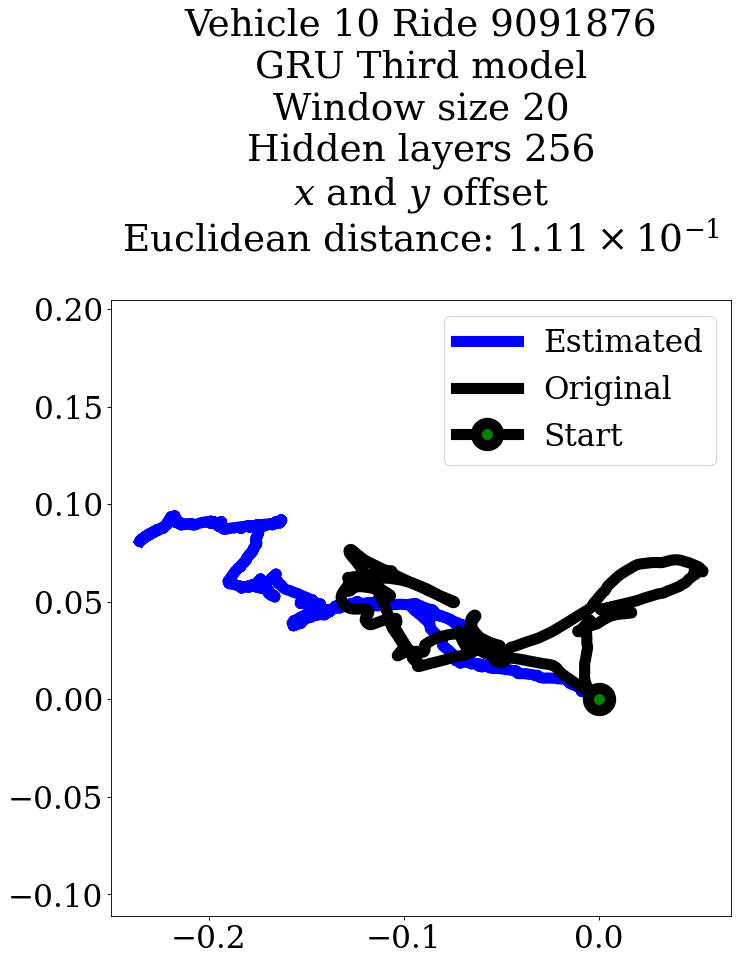 Vehicle 10 Ride 9091876
GRU Third model
Window size 20
Hidden layers 256
x and y offset
Euclidean distance: 1.11 × 10⁻¹
0.20
0.15
0.10
0.05
0.00
−0.05
−0.10
Estimated
Original
Start
−0.2
−0.1
0.0